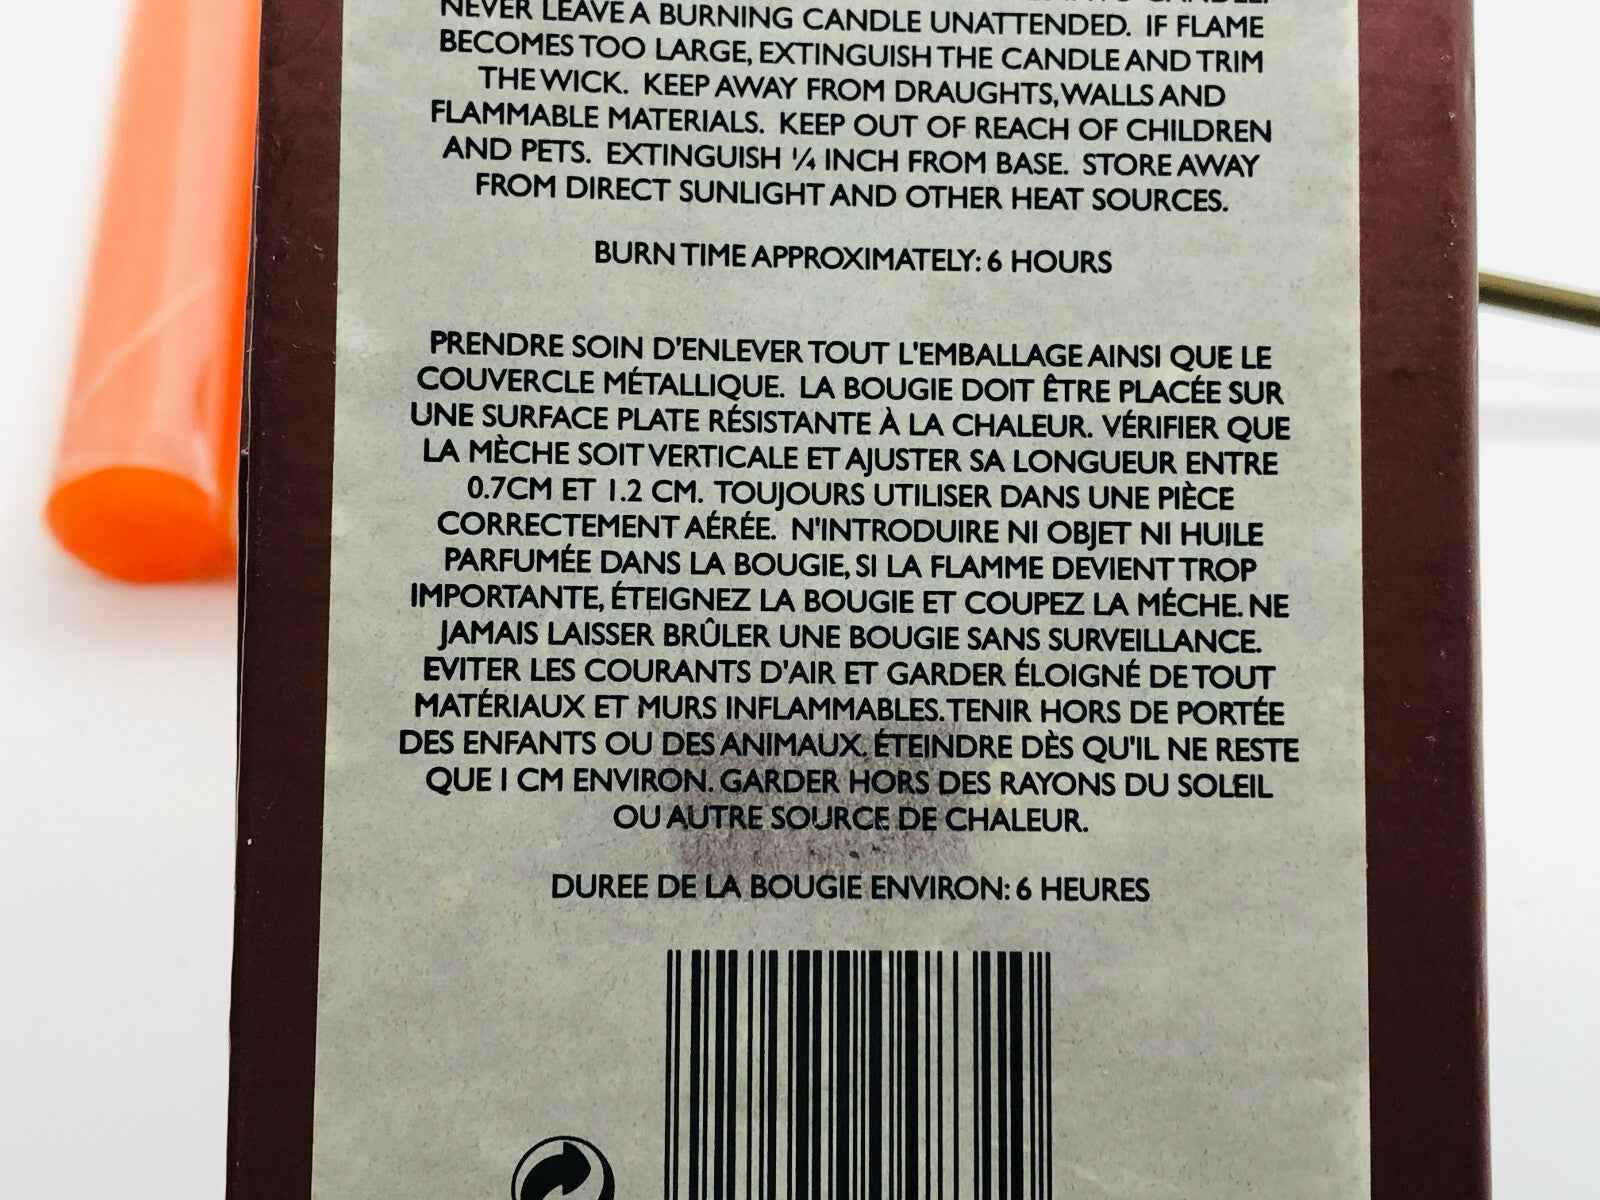 NEVER LEAVE A BURNING CANDLE UNATTENDED. IF FLAME
BECOMES TOO LARGE, EXTINGUISH THE CANDLE AND TRIM
THE WICK. KEEP AWAY FROM DRAUGHTS, WALLS AND
FLAMMABLE MATERIALS. KEEP OUT OF REACH OF CHILDREN
AND PETS. EXTINGUISH ¼ INCH FROM BASE. STORE AWAY
FROM DIRECT SUNLIGHT AND OTHER HEAT SOURCES.
BURN TIME APPROXIMATELY: 6 HOURS
PRENDRE SOIN D'ENLEVER TOUT L'EMBALLAGE AINSI QUE LE
COUVERCLE MÉTALLIQUE. LA BOUGIE DOIT ÊTRE PLACÉE SUR
UNE SURFACE PLATE RÉSISTANTE À LA CHALEUR. VÉRIFIER QUE
LA MÈCHE SOIT VERTICALE ET AJUSTER SA LONGUEUR ENTRE
0.7CM ET 1.2 CM. TOUJOURS UTILISER DANS UNE PIÈCE
CORRECTEMENT AÉRÉE. N'INTRODUIRE NI OBJET NI HUILE
PARFUMÉE DANS LA BOUGIE, SI LA FLAMME DEVIENT TROP
IMPORTANTE, ÉTEIGNEZ LA BOUGIE ET COUPEZ LA MÉCHE. NE
JAMAIS LAISSER BRÛLER UNE BOUGIE SANS SURVEILLANCE.
EVITER LES COURANTS D'AIR ET GARDER ÉLOIGNÉ DE TOUT
MATÉRIAUX ET MURS INFLAMMABLES. TENIR HORS DE PORTÉE
DES ENFANTS OU DES ANIMAUX. ÉTEINDRE DÈS QU'IL NE RESTE
QUE 1 CM ENVIRON. GARDER HORS DES RAYONS DU SOLEIL
OU AUTRE SOURCE DE CHALEUR.
DUREE DE LA BOUGIE ENVIRON: 6 HEURES